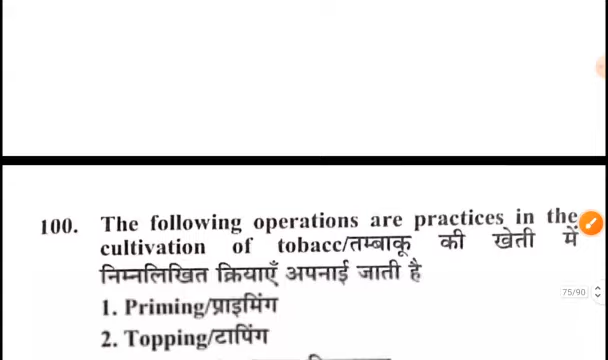 100. The following operations are practices in the
cultivation of tobacc/तम्बाकू की खेती में
निम्नलिखित क्रियाएँ अपनाई जाती है
75/90
1. Priming/प्राइमिंग
2. Topping/टापिंग